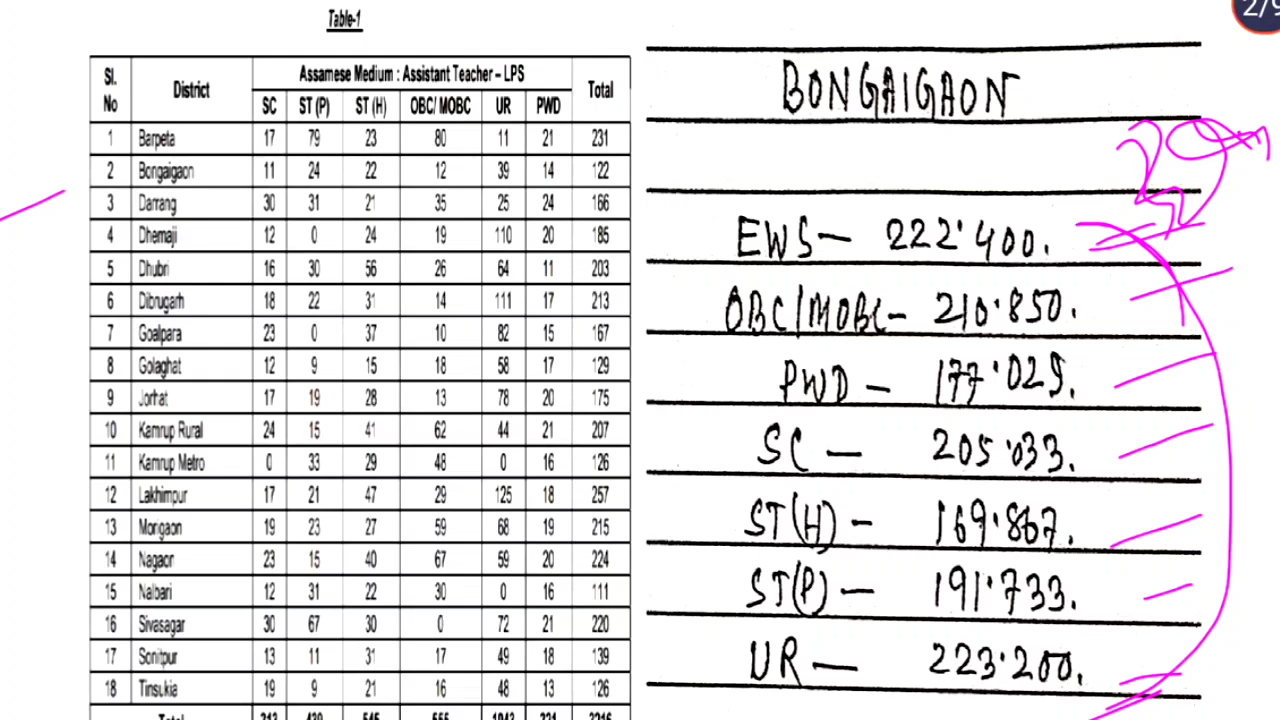 2/9
Table-1
Sl. No District Assamese Medium : Assistant Teacher – LPS Total
SC ST (P) ST (H) OBC/ MOBC UR PWD
1 Barpeta 17 79 23 80 11 21 231
2 Bongaigaon 11 24 22 12 39 14 122
3 Darrang 30 31 21 35 25 24 166
4 Dhemaji 12 0 24 19 110 20 185
5 Dhubri 16 30 56 26 64 11 203
6 Dibrugarh 18 22 31 14 111 17 213
7 Goalpara 23 0 37 10 82 15 167
8 Golaghat 12 9 15 18 58 17 129
9 Jorhat 17 19 28 13 78 20 175
10 Kamrup Rural 24 15 41 62 44 21 207
11 Kamrup Metro 0 33 29 48 0 16 126
12 Lakhimpur 17 21 47 29 125 18 257
13 Morigaon 19 23 27 59 68 19 215
14 Nagaon 23 15 40 67 59 20 224
15 Nalbari 12 31 22 30 0 16 111
16 Sivasagar 30 67 30 0 72 21 220
17 Sonitpur 13 11 31 17 49 18 139
18 Tinsukia 19 9 21 16 48 13 126
Total 313 439 545 555 1043 321 3216
BONGAIGAON
EWS – 222.400.
OBC/MOBC – 210.850.
PWD – 177.025.
SC – 205.033.
ST(H) – 169.867.
ST(P) – 191.733.
UR – 223.200.